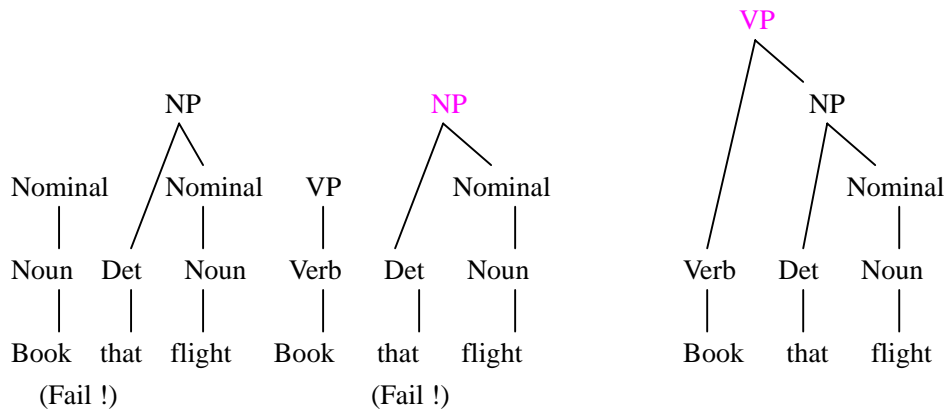 VP
NP NP NP
Nominal Nominal VP Nominal Nominal
Noun Det Noun Verb Det Noun Verb Det Noun
Book that flight Book that flight Book that flight
(Fail !) (Fail !)